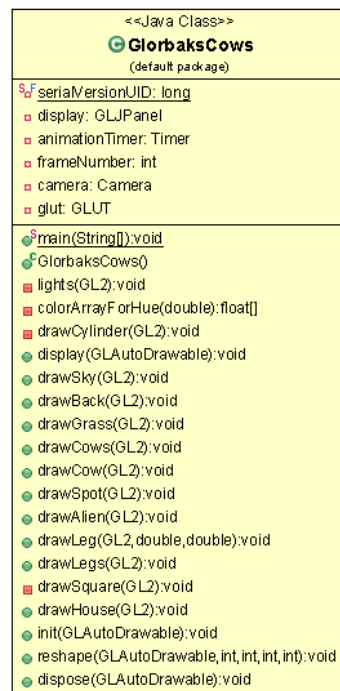 <<Java Class>>
GlorbaksCows
(default package)
serialVersionUID: long
display: GLJPanel
animationTimer: Timer
frameNumber: int
camera: Camera
glut: GLUT
main(String[]):void
GlorbaksCows()
lights(GL2):void
colorArrayForHue(double):float[]
drawCylinder(GL2):void
display(GLAutoDrawable):void
drawSky(GL2):void
drawBack(GL2):void
drawGrass(GL2):void
drawCows(GL2):void
drawCow(GL2):void
drawSpot(GL2):void
drawAlien(GL2):void
drawLeg(GL2,double,double):void
drawLegs(GL2):void
drawSquare(GL2):void
drawHouse(GL2):void
init(GLAutoDrawable):void
reshape(GLAutoDrawable,int,int,int,int):void
dispose(GLAutoDrawable):void